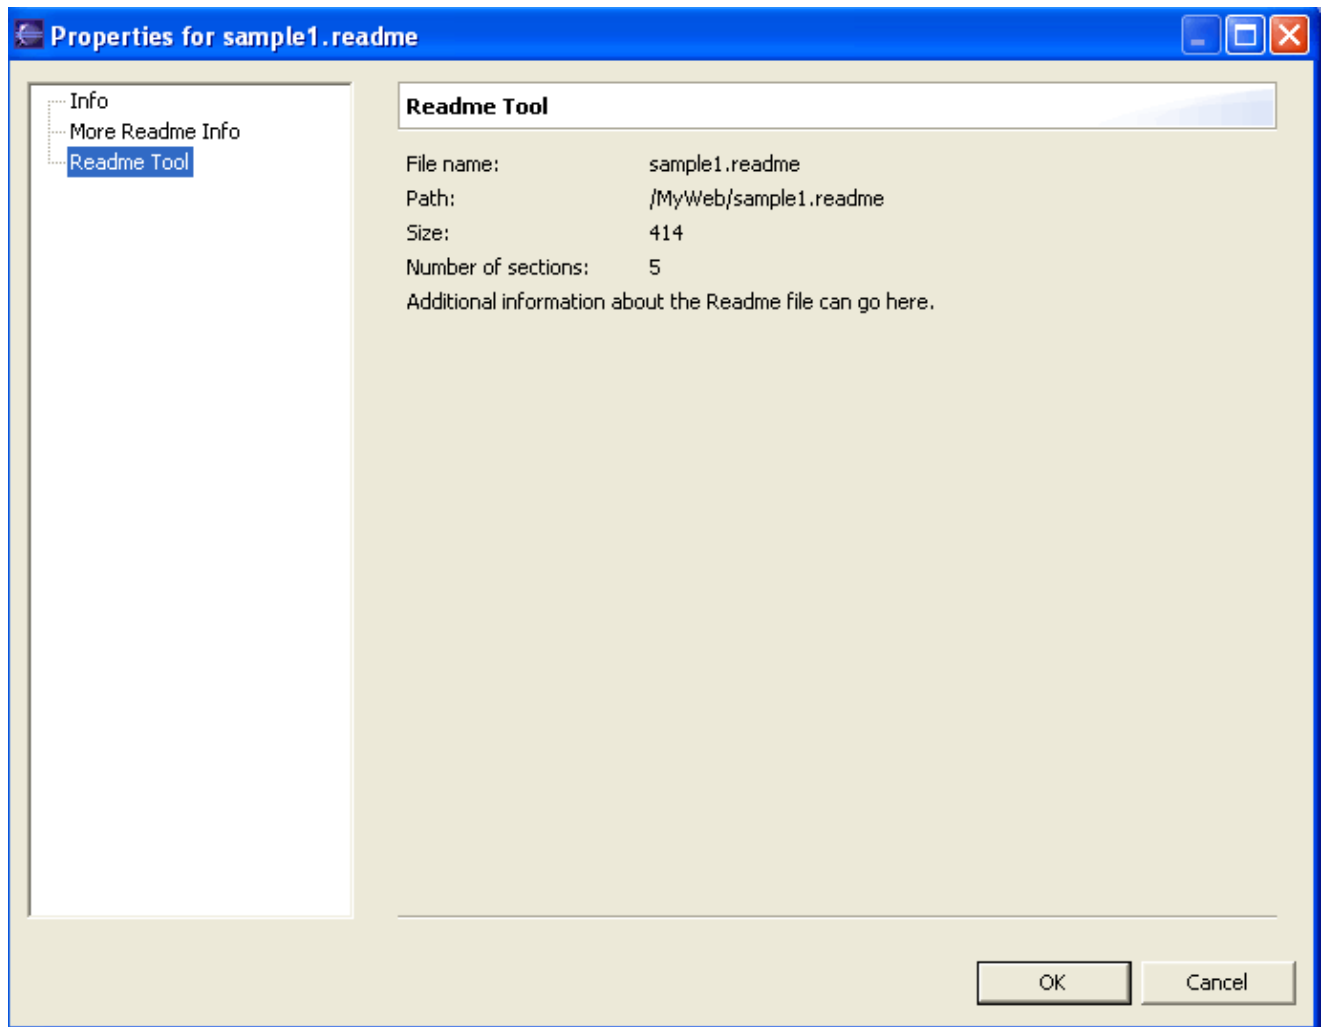 Properties for sample1.readme
Info
More Readme Info
Readme Tool
Readme Tool
File name: sample1.readme
Path: /MyWeb/sample1.readme
Size: 414
Number of sections: 5
Additional information about the Readme file can go here.
OK Cancel